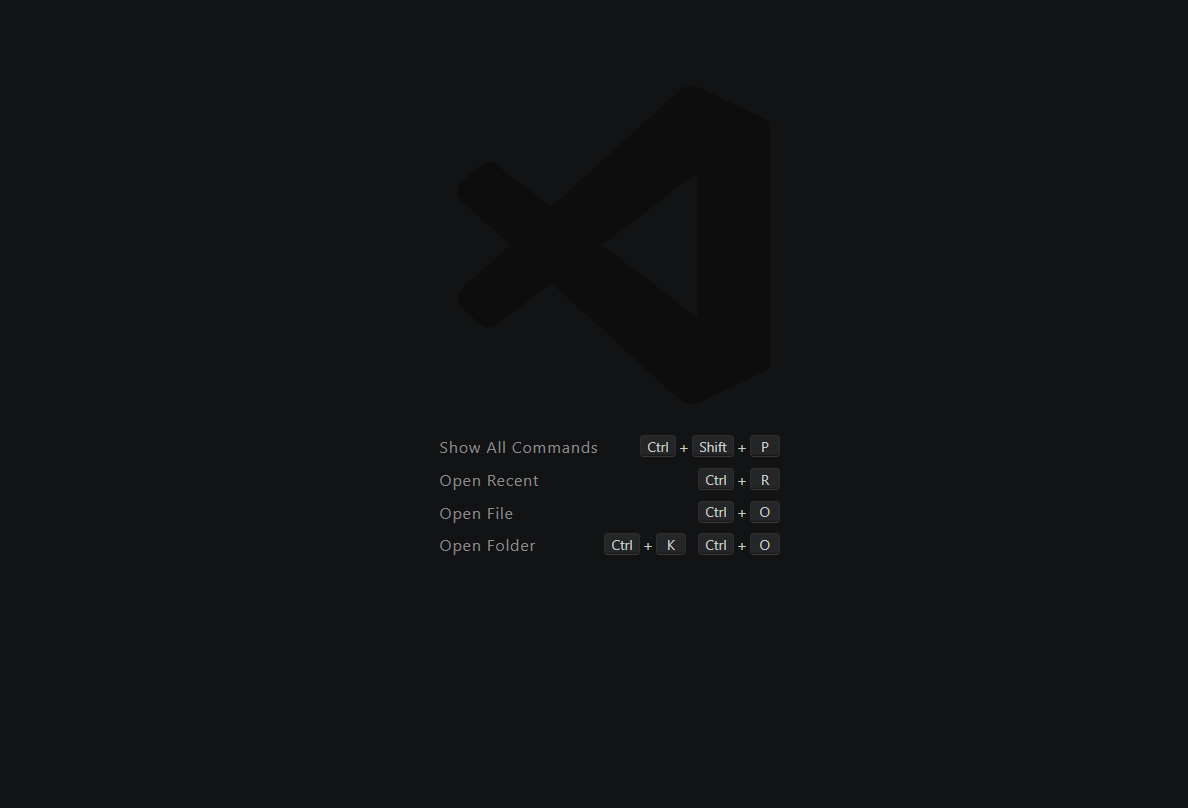 Show All Commands Ctrl + Shift + P
Open Recent Ctrl + R
Open File Ctrl + O
Open Folder Ctrl + K Ctrl + O